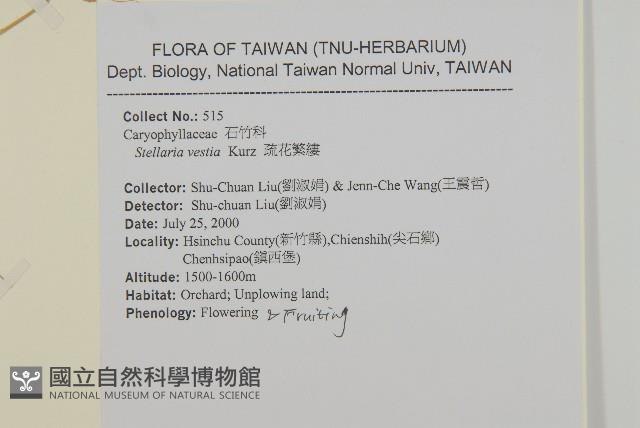 FLORA OF TAIWAN (TNU-HERBARIUM)
Dept. Biology, National Taiwan Normal Univ, TAIWAN
Collect No.: 515
Caryophyllaceae 石竹科
Stellaria vestia Kurz 疏花繁縷
Collector: Shu-Chuan Liu(劉淑娟) & Jenn-Che Wang(王震哲)
Detector: Shu-chuan Liu(劉淑娟)
Date: July 25, 2000
Locality: Hsinchu County(新竹縣),Chienshih(尖石鄉)
Chenhsipao(鎮西堡)
Altitude: 1500-1600m
Habitat: Orchard; Unplowing land;
Phenology: Flowering & Fruiting
國立自然科學博物館
NATIONAL MUSEUM OF NATURAL SCIENCE